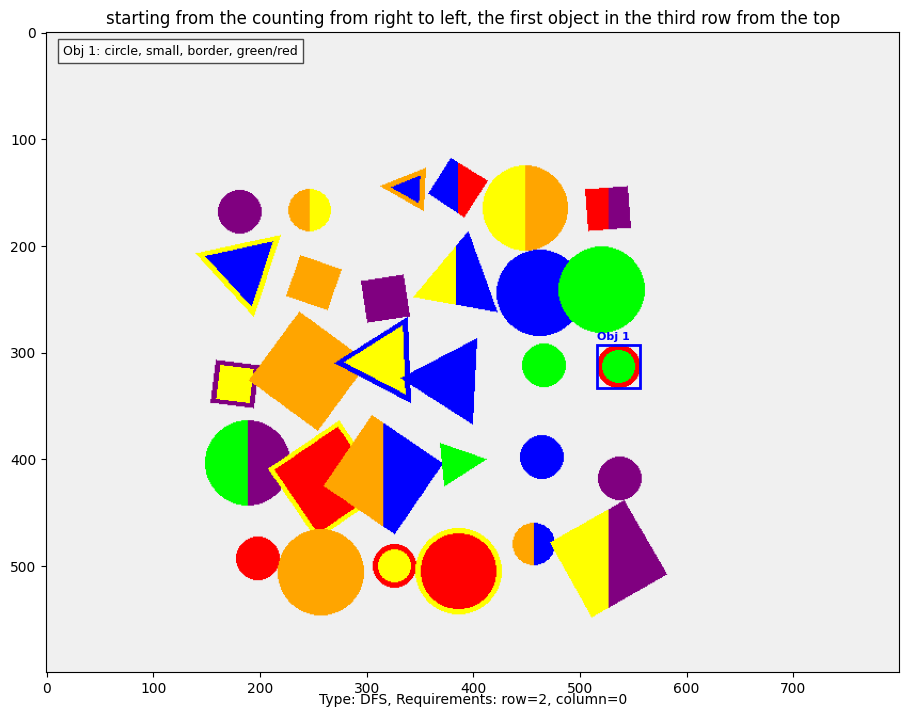 starting from the counting from right to left, the first object in the third row from the top
0
Obj 1: circle, small, border, green/red
100
200
300
400
500
Obj 1
0 100 200 300 400 500 600 700
Type: DFS, Requirements: row=2, column=0